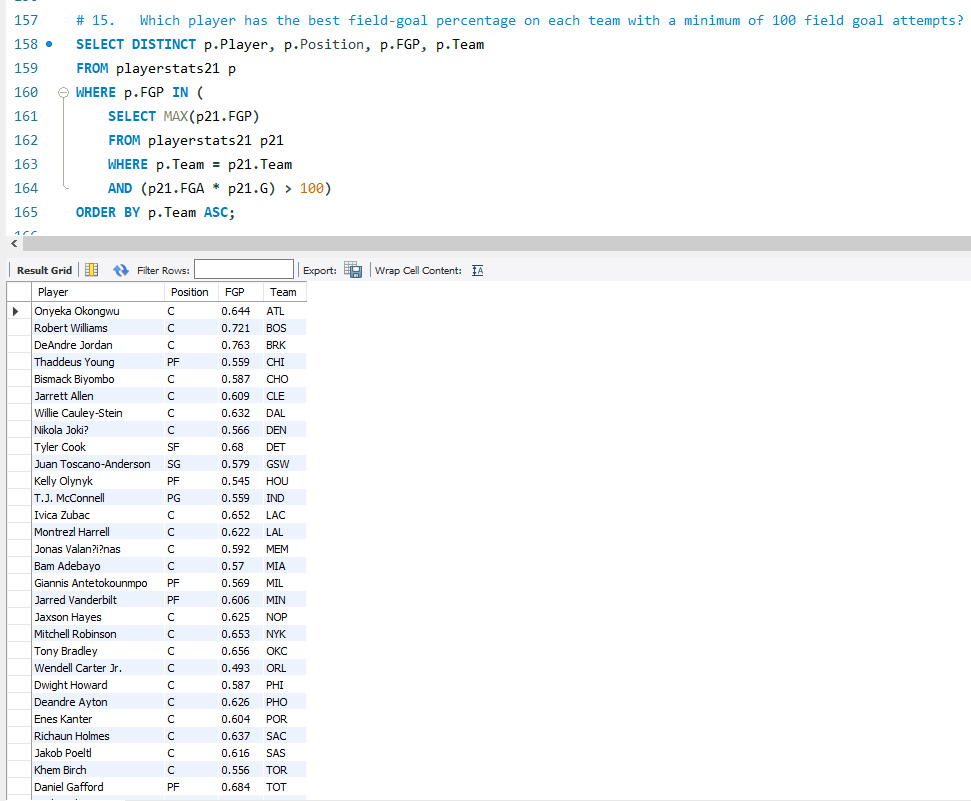 157 # 15. Which player has the best field-goal percentage on each team with a minimum of 100 field goal attempts?
158 SELECT DISTINCT p.Player, p.Position, p.FGP, p.Team
159 FROM playerstats21 p
160 WHERE p.FGP IN (
161 SELECT MAX(p21.FGP)
162 FROM playerstats21 p21
163 WHERE p.Team = p21.Team
164 AND (p21.FGA * p21.G) > 100)
165 ORDER BY p.Team ASC;
Result Grid Filter Rows: Export: Wrap Cell Content:
Player Position FGP Team
Onyeka Okongwu C 0.644 ATL
Robert Williams C 0.721 BOS
DeAndre Jordan C 0.763 BRK
Thaddeus Young PF 0.559 CHI
Bismack Biyombo C 0.587 CHO
Jarrett Allen C 0.609 CLE
Willie Cauley-Stein C 0.632 DAL
Nikola Joki? C 0.566 DEN
Tyler Cook SF 0.68 DET
Juan Toscano-Anderson SG 0.579 GSW
Kelly Olynyk PF 0.545 HOU
T.J. McConnell PG 0.559 IND
Ivica Zubac C 0.652 LAC
Montrezl Harrell C 0.622 LAL
Jonas Valan?i?nas C 0.592 MEM
Bam Adebayo C 0.57 MIA
Giannis Antetokounmpo PF 0.569 MIL
Jarred Vanderbilt PF 0.606 MIN
Jaxson Hayes C 0.625 NOP
Mitchell Robinson C 0.653 NYK
Tony Bradley C 0.656 OKC
Wendell Carter Jr. C 0.493 ORL
Dwight Howard C 0.587 PHI
Deandre Ayton C 0.626 PHO
Enes Kanter C 0.604 POR
Richaun Holmes C 0.637 SAC
Jakob Poeltl C 0.616 SAS
Khem Birch C 0.556 TOR
Daniel Gafford PF 0.684 TOT